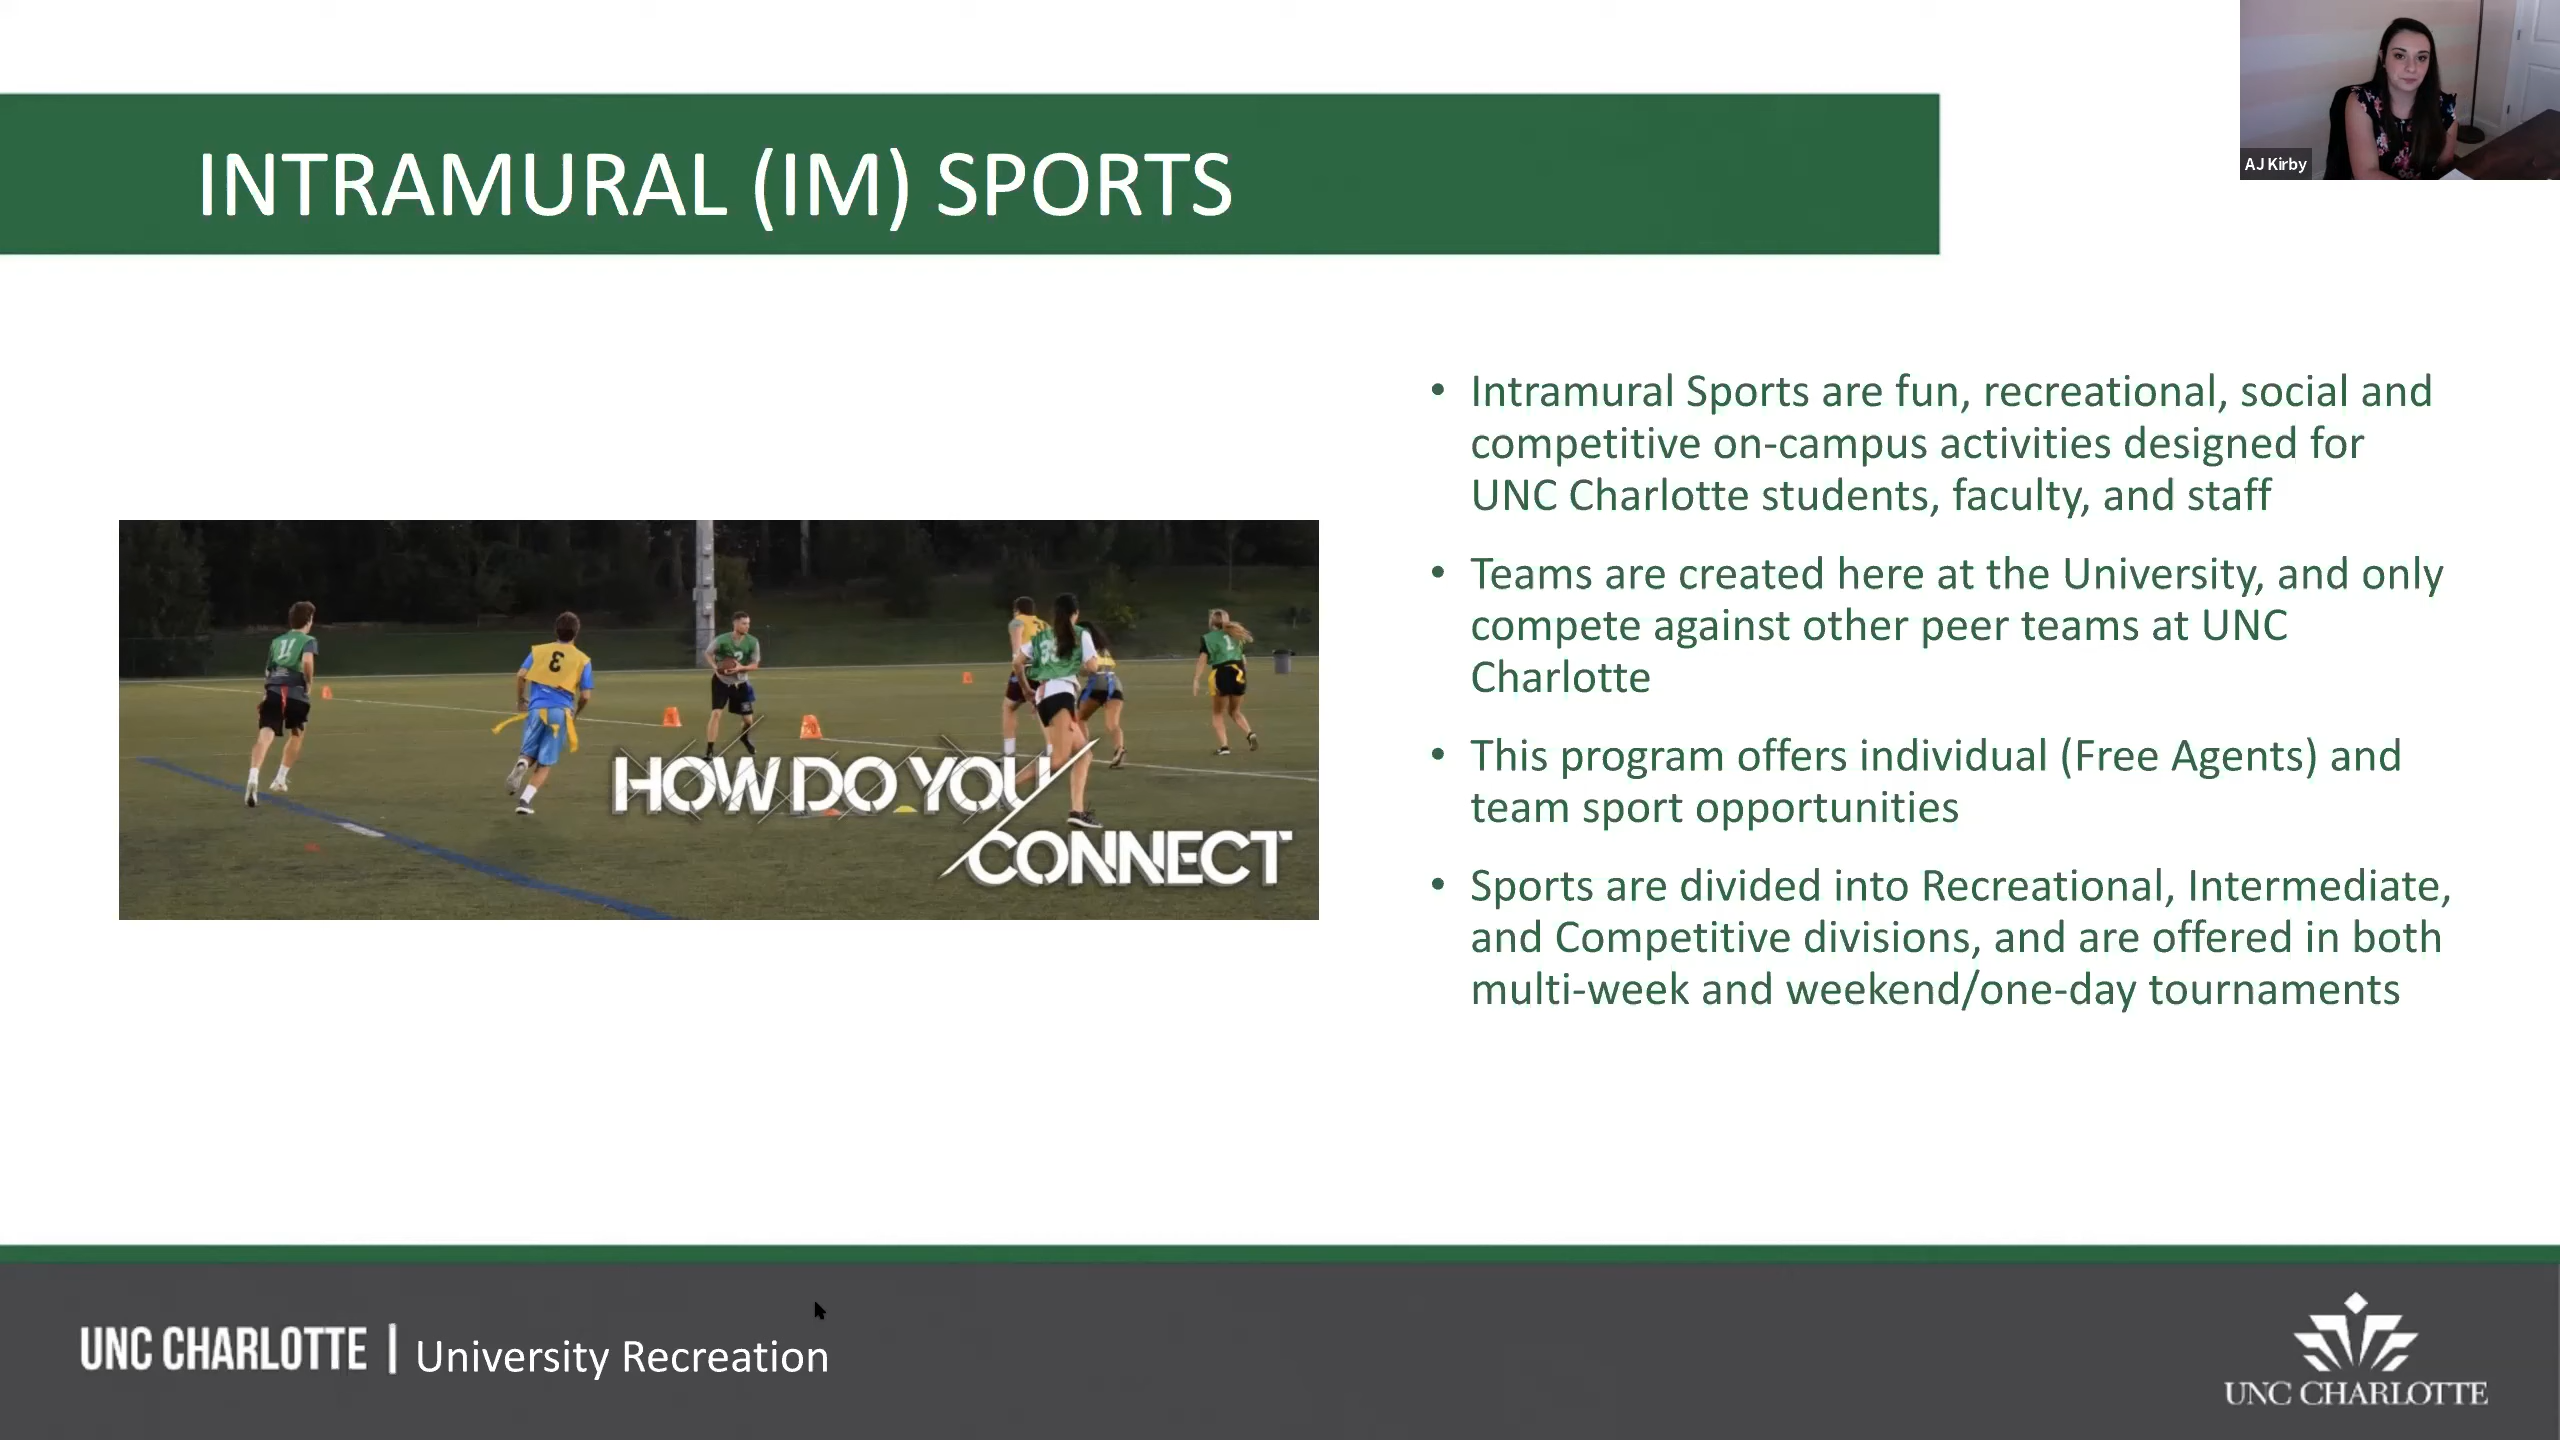 INTRAMURAL (IM) SPORTS
AJ Kirby
• Intramural Sports are fun, recreational, social and
competitive on-campus activities designed for
UNC Charlotte students, faculty, and staff
• Teams are created here at the University, and only
compete against other peer teams at UNC
Charlotte
• This program offers individual (Free Agents) and
team sport opportunities
• Sports are divided into Recreational, Intermediate,
and Competitive divisions, and are offered in both
multi-week and weekend/one-day tournaments
11
3
HOW DO YOU
CONNECT
UNC CHARLOTTE | University Recreation
UNC CHARLOTTE